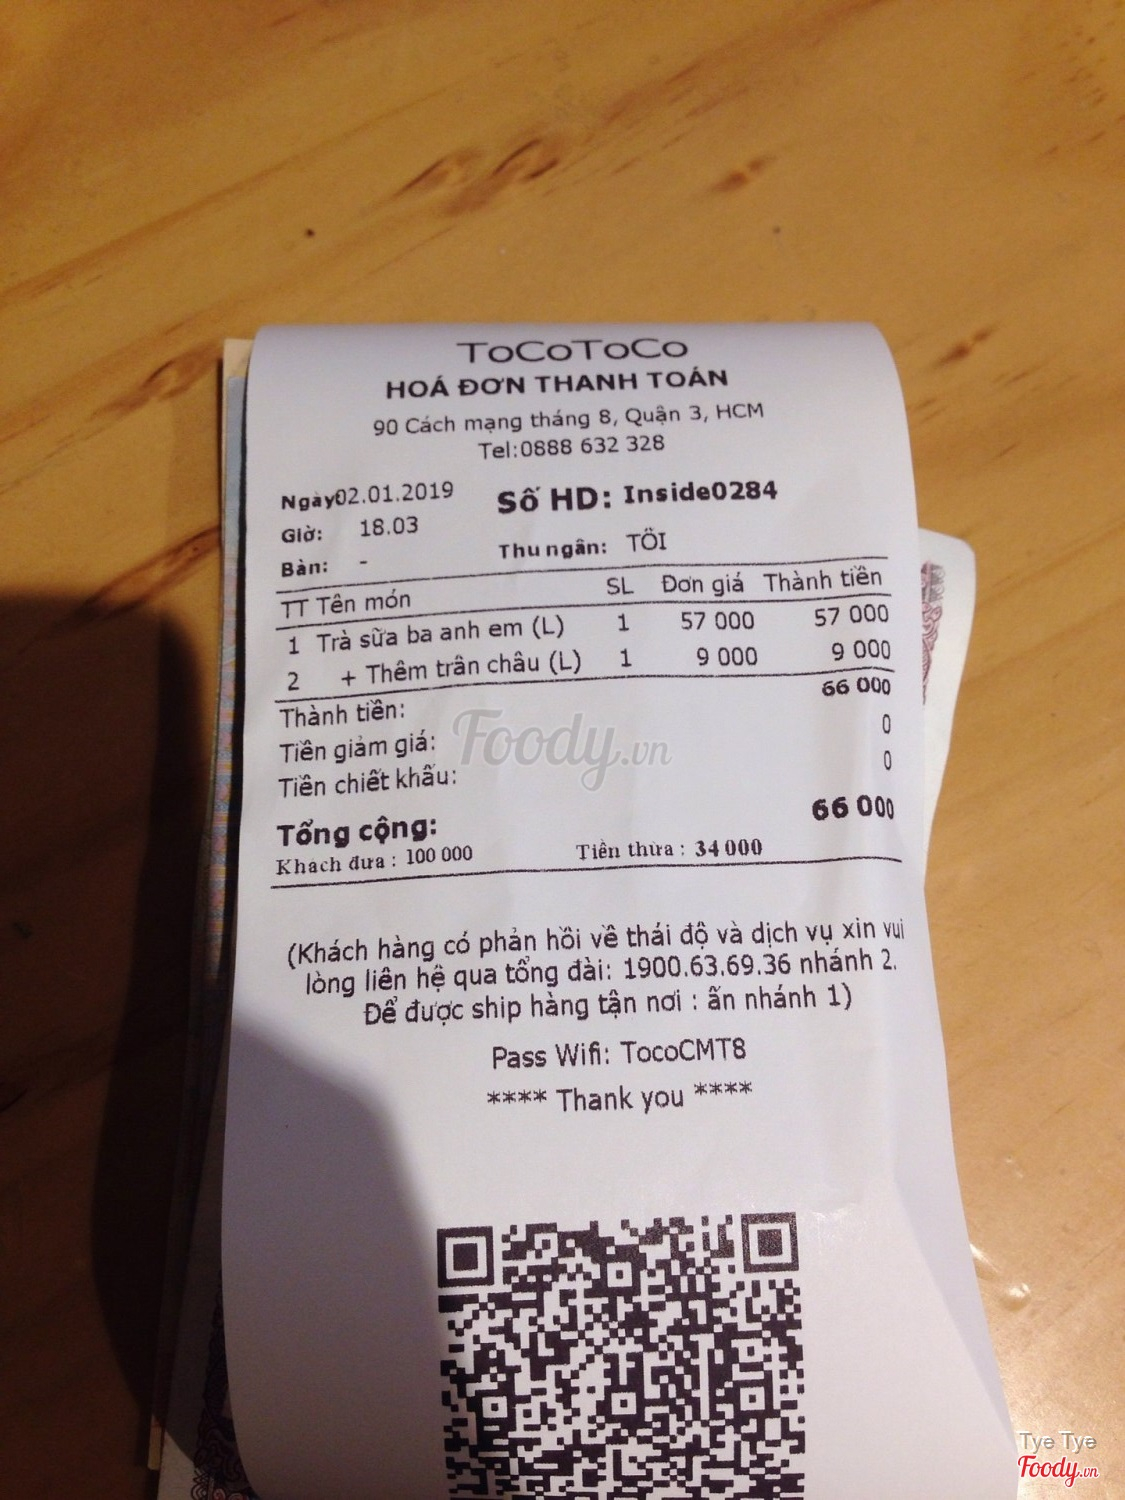 ToCoToCo
HOÁ ĐƠN THANH TOÁN
90 Cách mạng tháng 8, Quận 3, HCM
Tel:0888 632 328
Ngày: 02.01.2019 Số HD: Inside0284
Giờ: 18.03
Bàn: - Thu ngân: TÔI
TT Tên món SL Đơn giá Thành tiền
1 Trà sữa ba anh em (L) 1 57 000 57 000
2 + Thêm trân châu (L) 1 9 000 9 000
Thành tiền: 66 000
Tiền giảm giá: 0
Tiền chiết khấu: 0
Tổng cộng: 66 000
Khách đưa : 100 000 Tiền thừa : 34 000
(Khách hàng có phản hồi về thái độ và dịch vụ xin vui
lòng liên hệ qua tổng đài: 1900.63.69.36 nhánh 2.
Để được ship hàng tận nơi : ấn nhánh 1)
Pass Wifi: TocoCMT8
**** Thank you ****
Foody.vn
Tye Tye
Foody.vn